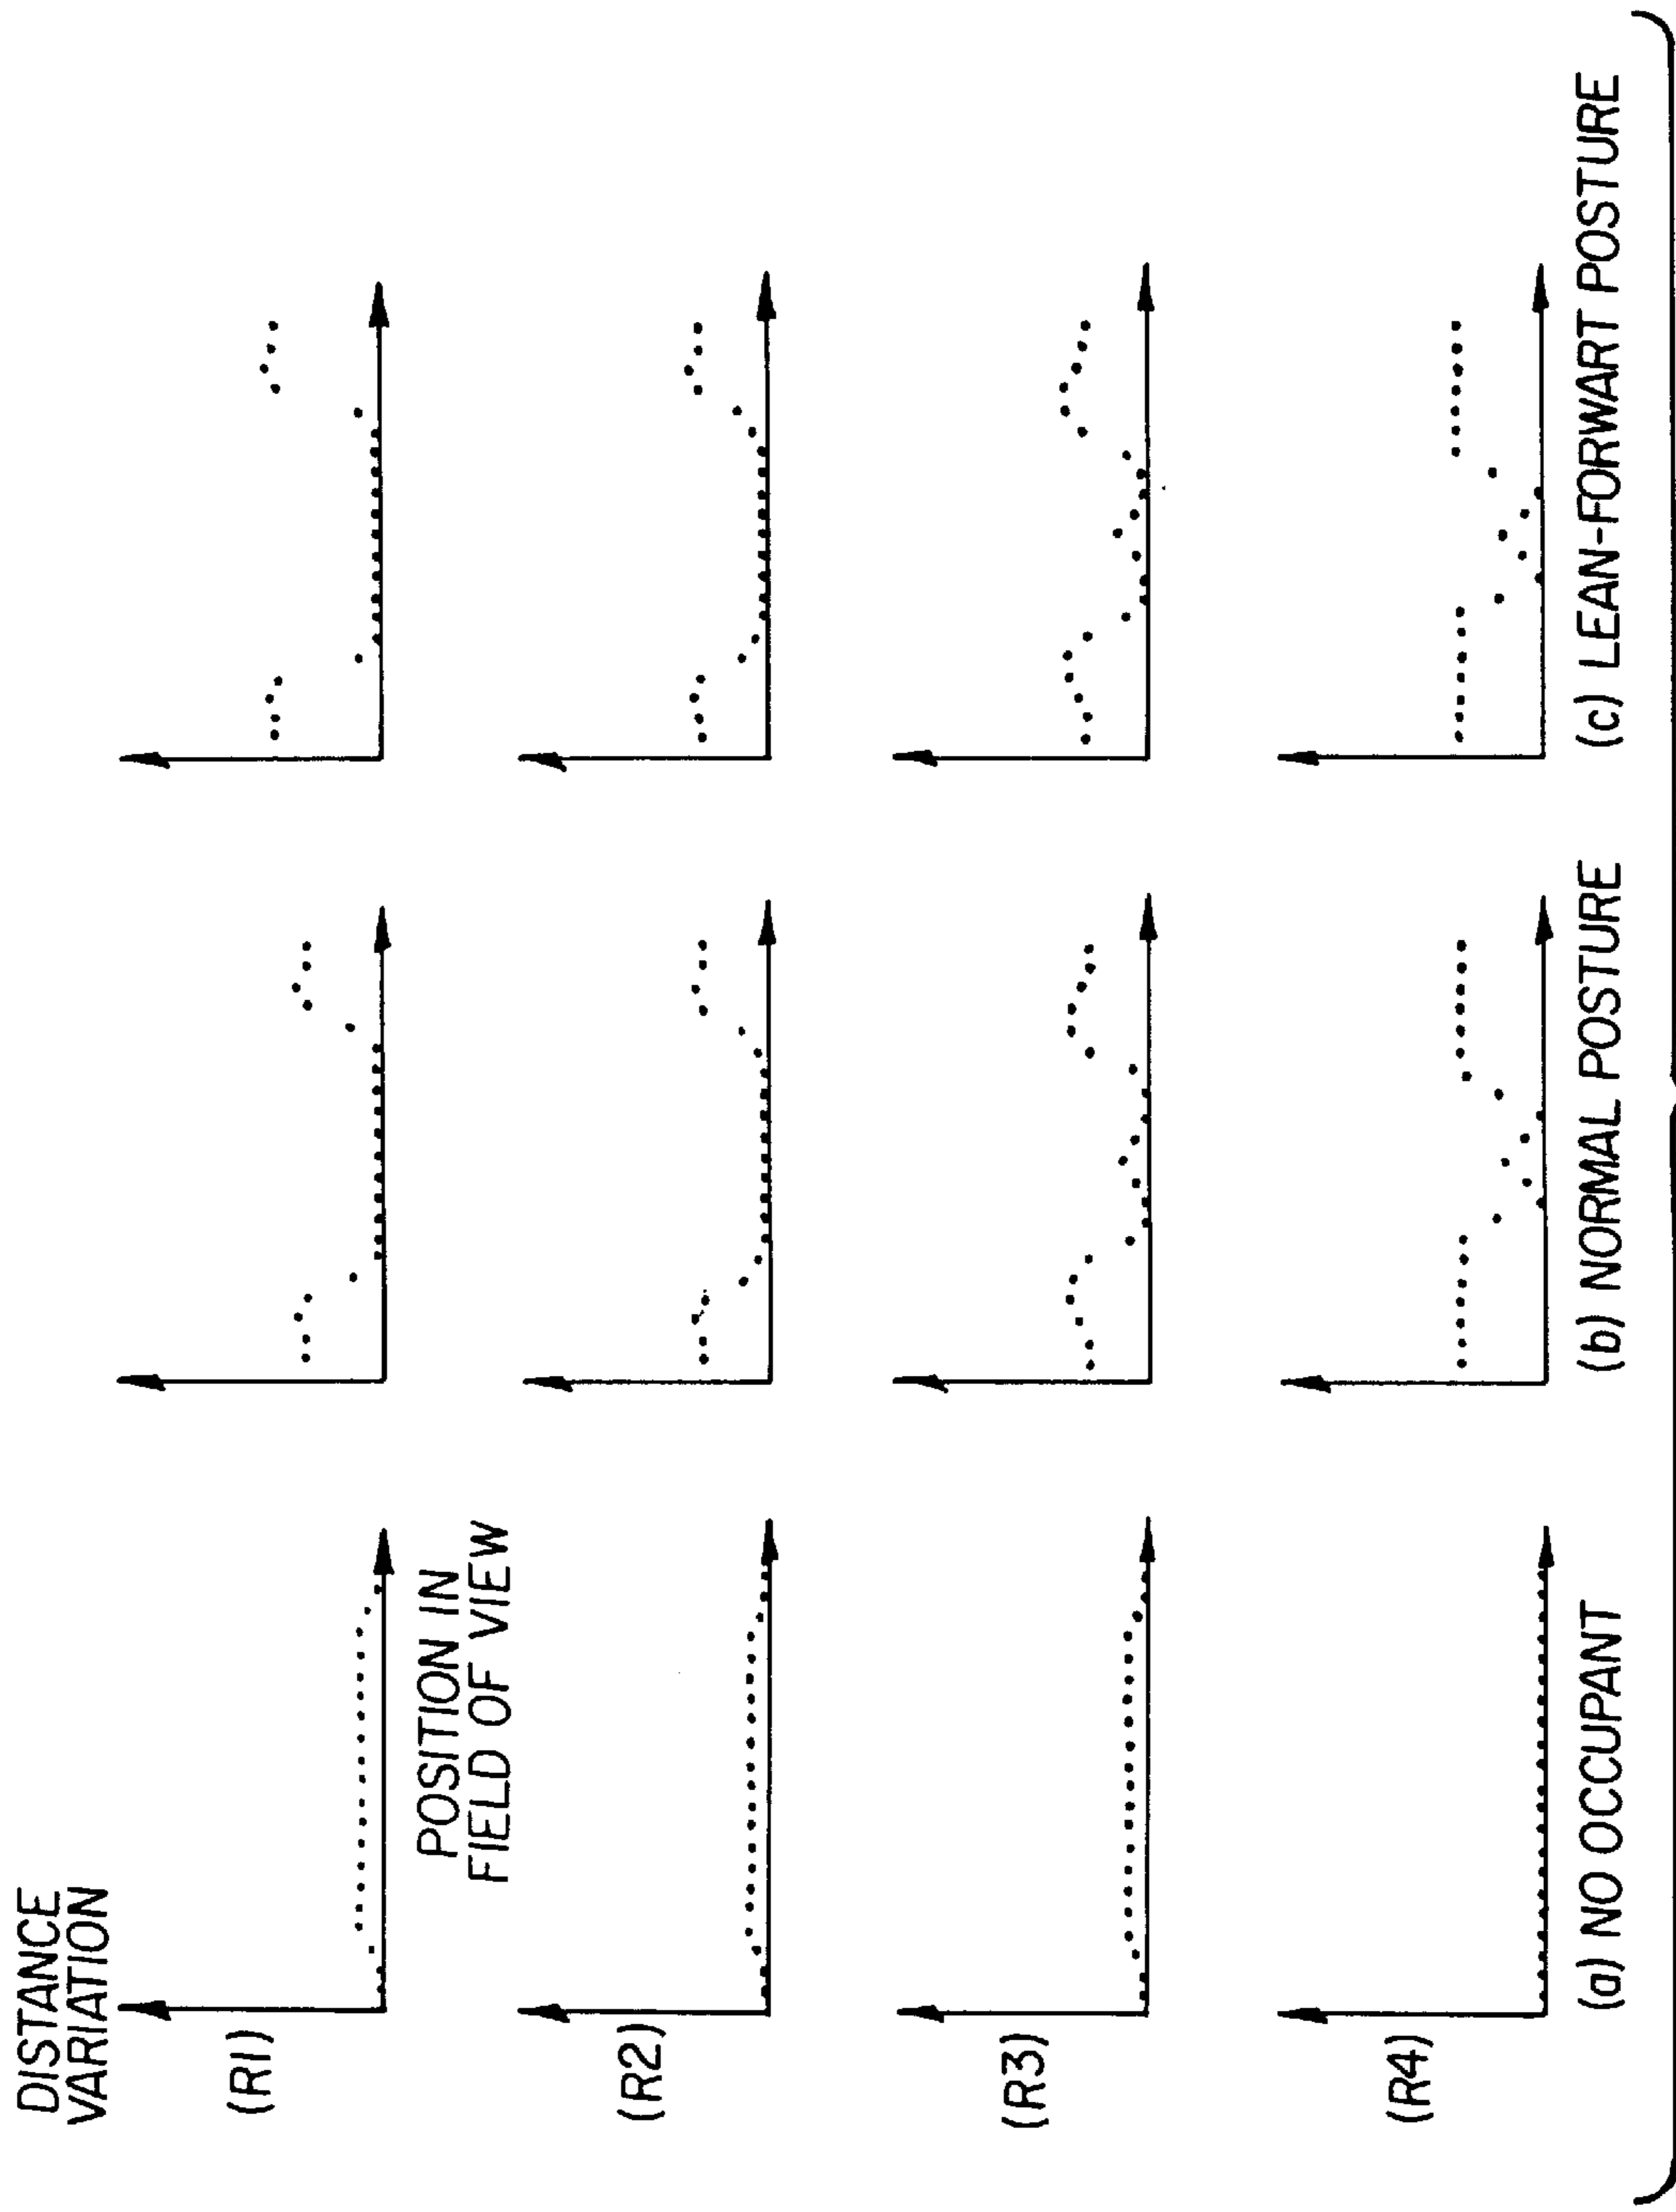 DISTANCE
VARIATION
(R1)
POSITION IN
FIELD OF VIEW
(R2)
(R3)
(R4)
(a) NO OCCUPANT
(b) NORMAL POSTURE
(c) LEAN-FORWART POSTURE